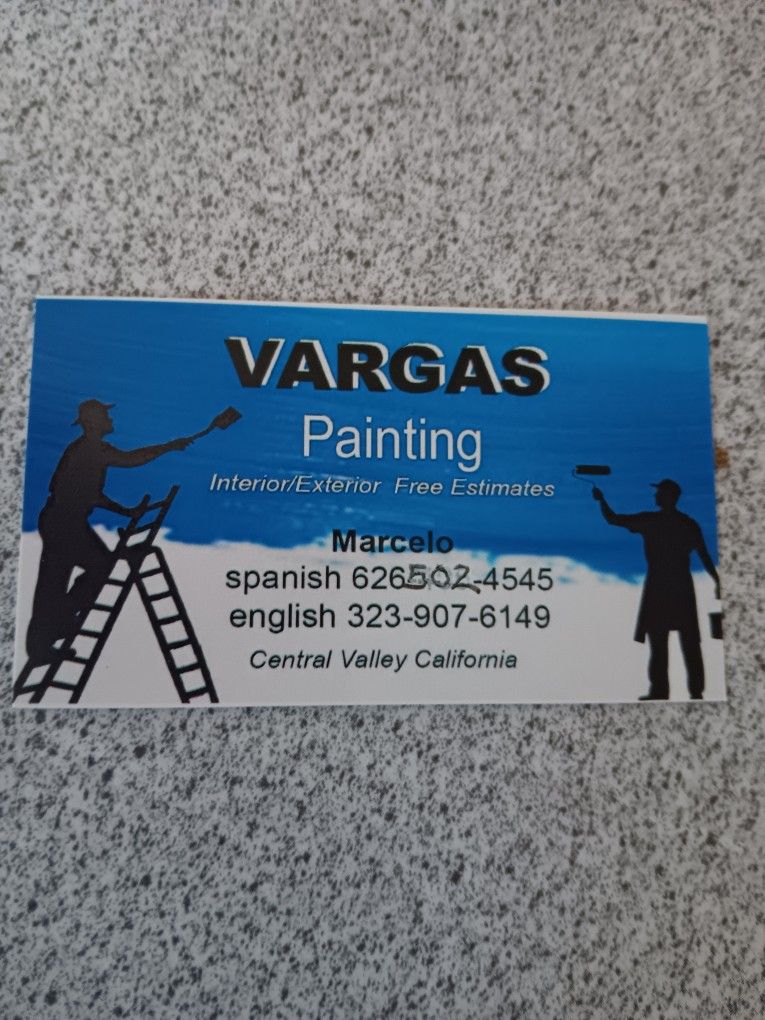 VARGAS
Painting
Interior/Exterior Free Estimates
Marcelo
spanish 626502-4545
english 323-907-6149
Central Valley California